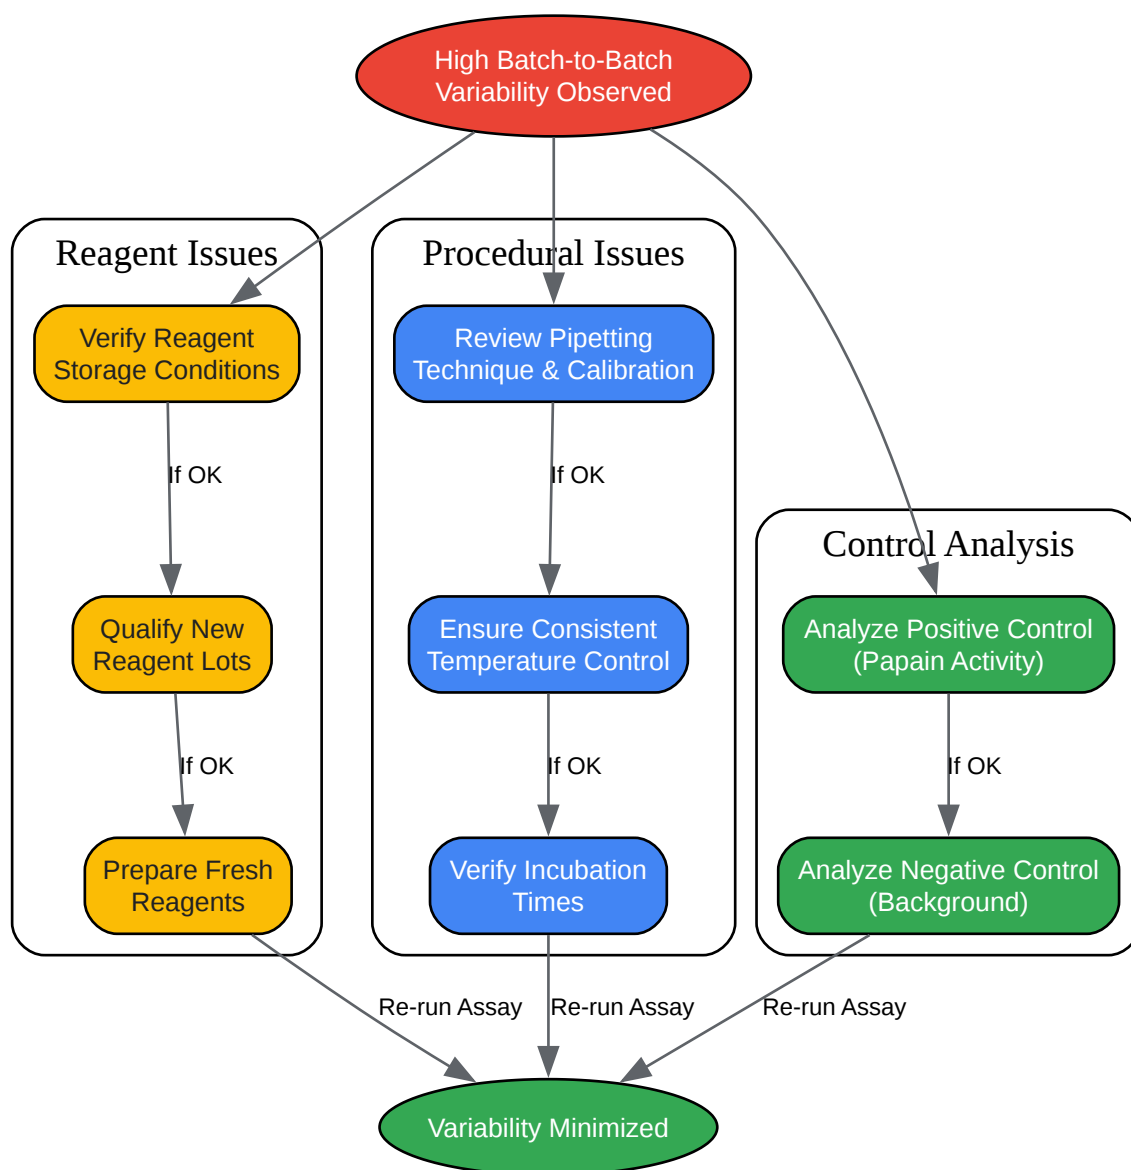 High Batch-to-Batch
Variability Observed
Reagent Issues
Procedural Issues
Verify Reagent
Storage Conditions
Review Pipetting
Technique & Calibration
If OK
If OK
Control Analysis
Qualify New
Reagent Lots
Ensure Consistent
Temperature Control
Analyze Positive Control
(Papain Activity)
If OK
If OK
If OK
Prepare Fresh
Reagents
Verify Incubation
Times
Analyze Negative Control
(Background)
Re-run Assay
Re-run Assay
Re-run Assay
Variability Minimized